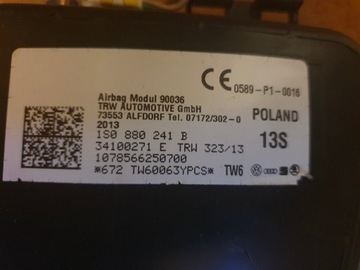 CE 0589-P1-0016
Airbag Modul 90036
TRW AUTOMOTIVE GmbH
73553 ALFDORF Tel. 07172/302-0
2013
POLAND
1S0 880 241 B
13S
34100271 E TRW 323/13
1078566250700
*672 TW60063YPCS* TW6